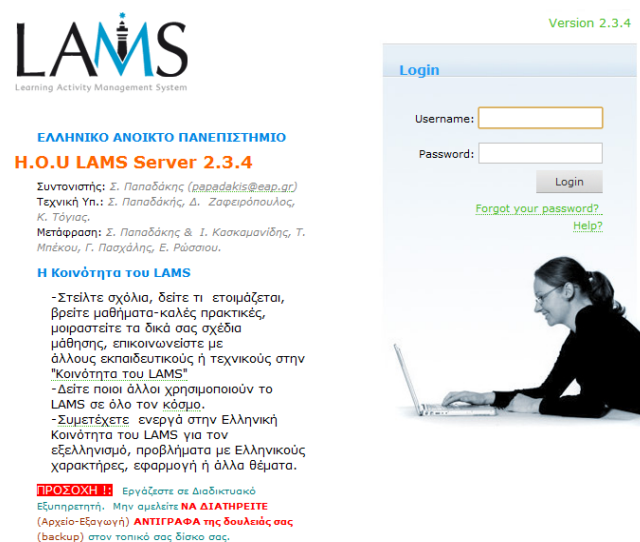 LAMS
Learning Activity Management System
Version 2.3.4
Login
Username:
Password:
Login
Forgot your password?
Help?
ΕΛΛΗΝΙΚΟ ΑΝΟΙΚΤΟ ΠΑΝΕΠΙΣΤΗΜΙΟ
H.O.U LAMS Server 2.3.4
Συντονιστής: Σ. Παπαδάκης (papadakis@eap.gr)
Τεχνική Υπ.: Σ. Παπαδάκης, Δ. Ζαφειρόπουλος,
Κ. Τόγιας.
Μετάφραση: Σ. Παπαδάκης & Ι. Κασκαμανίδης, Τ.
Μπέκου, Γ. Πασχάλης, Ε. Ρώσσιου.
Η Κοινότητα του LAMS
-Στείλτε σχόλια, δείτε τι ετοιμάζεται,
βρείτε μαθήματα-καλές πρακτικές,
μοιραστείτε τα δικά σας σχέδια
μάθησης, επικοινωνείστε με
άλλους εκπαιδευτικούς ή τεχνικούς στην
"Κοινότητα του LAMS"
-Δείτε ποιοι άλλοι χρησιμοποιούν το
LAMS σε όλο τον κόσμο.
-Συμετέχετε ενεργά στην Ελληνική
Κοινότητα του LAMS για τον
εξελληνισμό, προβλήματα με Ελληνικούς
χαρακτήρες, εφαρμογή ή άλλα θέματα.
ΠΡΟΣΟΧΗ !: Εργάζεστε σε Διαδικτυακό
Εξυπηρετητή. Μην αμελείτε ΝΑ ΔΙΑΤΗΡΕΙΤΕ
(Αρχείο-Εξαγωγή) ΑΝΤΙΓΡΑΦΑ της δουλειάς σας
(backup) στον τοπικό σας δίσκο σας.